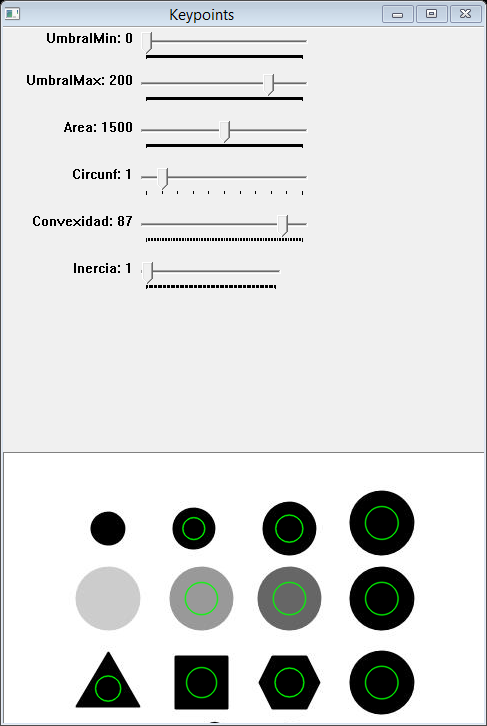 Keypoints
UmbralMin: 0
UmbralMax: 200
Area: 1500
Circunf: 1
Convexidad: 87
Inercia: 1